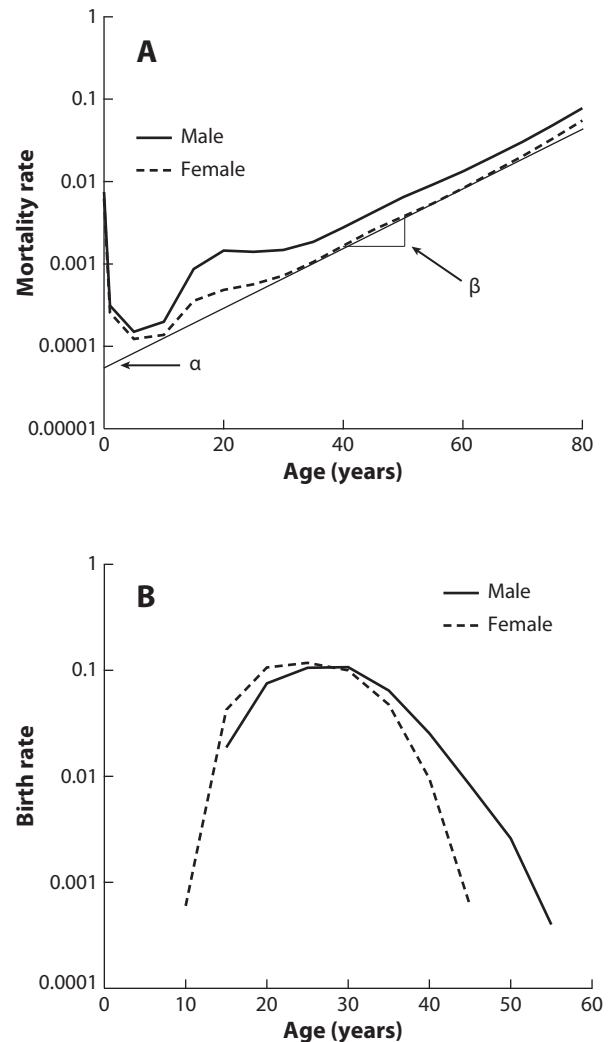 A
1
0.1
0.01
0.001
0.0001
0.00001
Mortality rate
Male
Female
β
α
0 20 40 60 80
Age (years)
B
1
0.1
0.01
0.001
0.0001
Birth rate
Male
Female
0 10 20 30 40 50 60
Age (years)